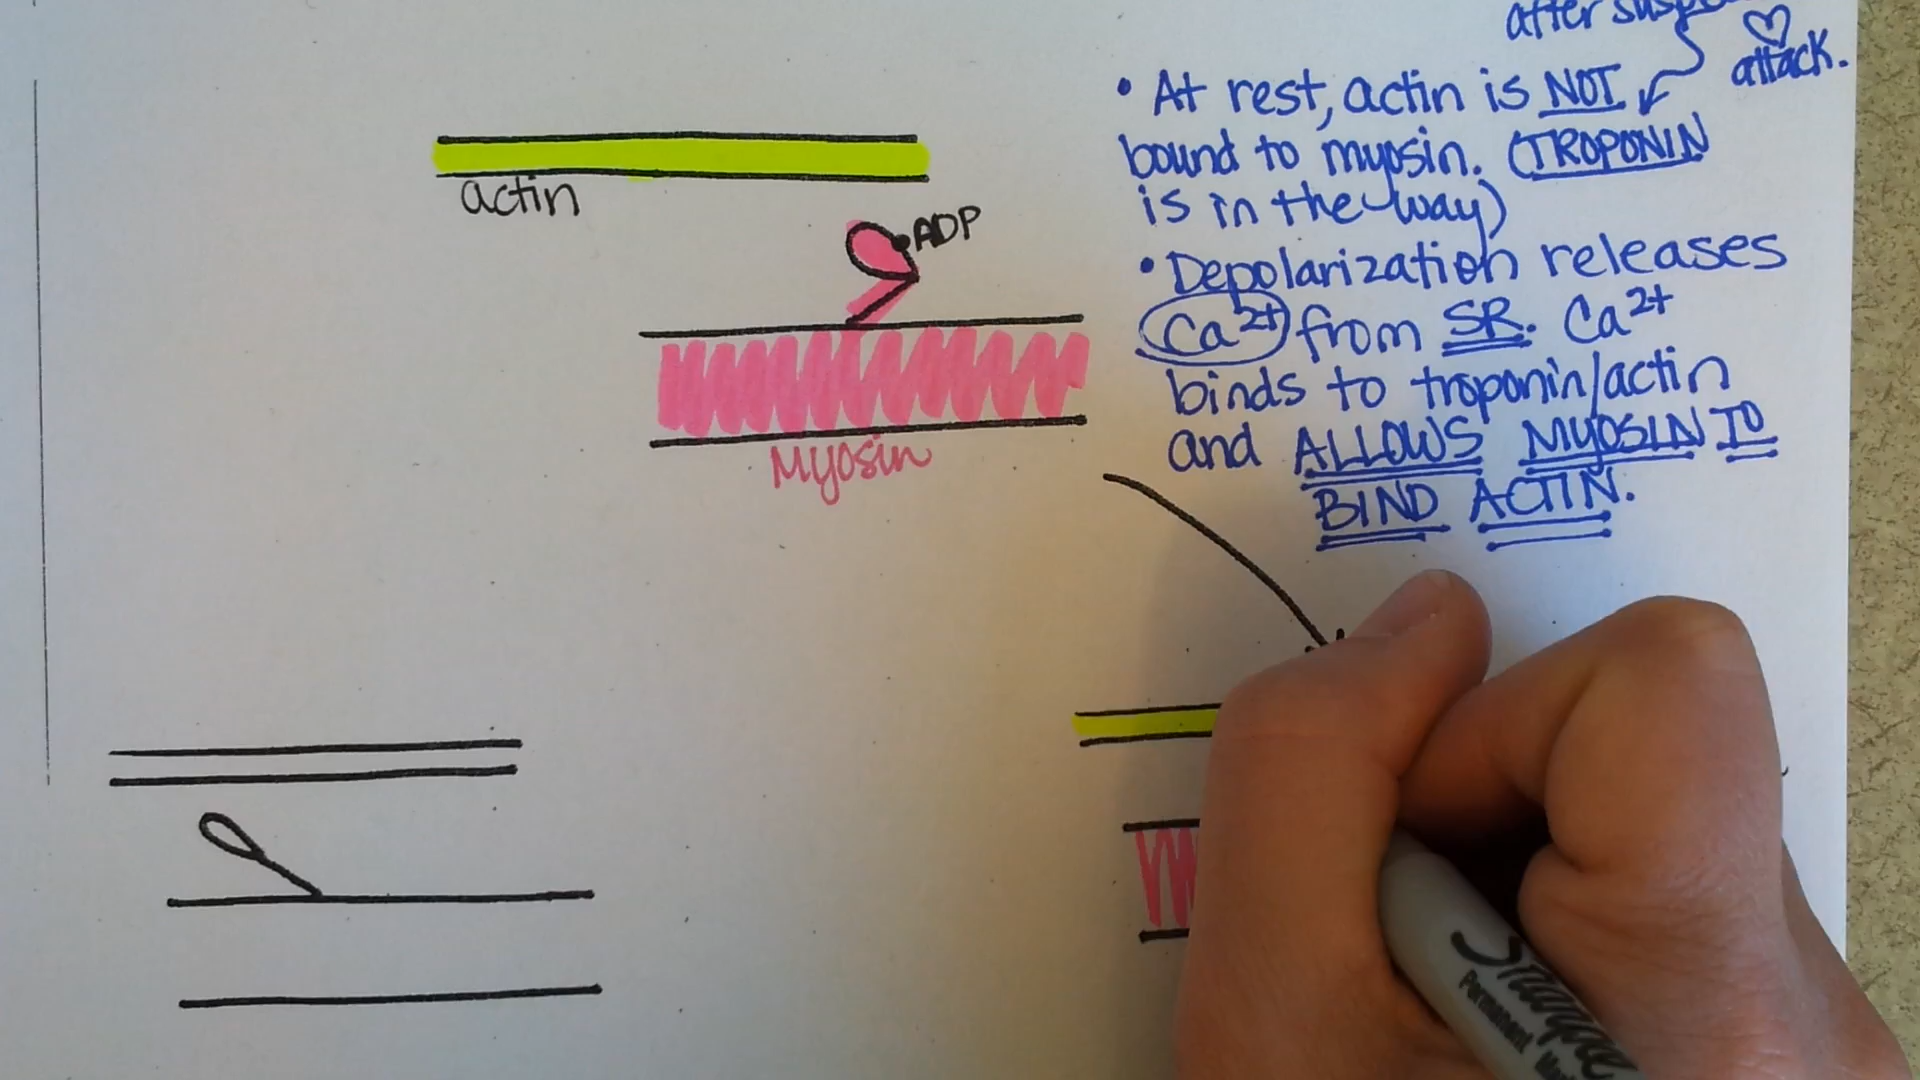 after
attack.
• At rest, actin is NOT
bound to myosin. (TROPONIN
is in the way)
• Depolarization releases
Ca2+ from SR. Ca2+
binds to troponin/actin
and ALLOWS MYOSIN TO
BIND ACTIN.
actin
ADP
Myosin
Sharpie
Permanent